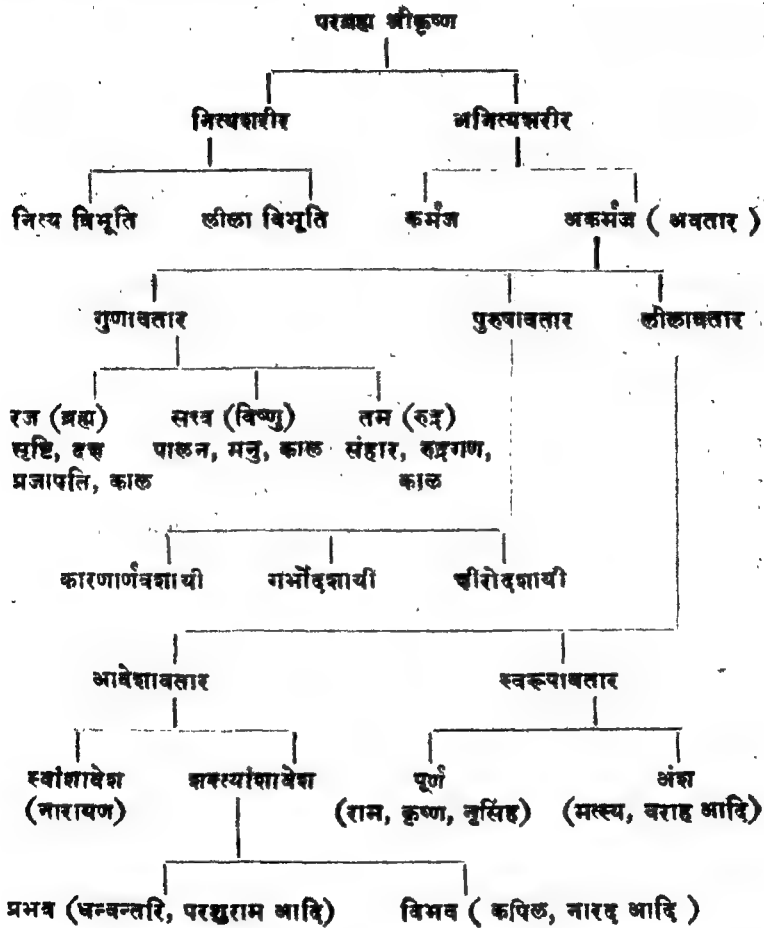 परब्रह्म श्रीकृष्ण
नित्यशरीर अनित्यशरीर
नित्य विभूति लीला विभूति कर्मज अकर्मज ( अवतार )
गुणावतार पुरुषावतार लीलावतार
रज (ब्रह्म) सत्त्व (विष्णु) तम (रुद्र)
सृष्टि, दक्ष पालन, मनु, काल संहार, रुद्रगण,
प्रजापति, काल काल
कारणार्णवशायी गर्भोदशायी क्षीरोदशायी
आवेशावतार स्वरूपावतार
स्वांशावेश शक्त्यांशावेश पूर्ण अंश
(नारायण) (राम, कृष्ण, नृसिंह) (मत्स्य, वराह आदि)
प्रभव (धन्वन्तरि, परशुराम आदि) विभव ( कपिल, नारद आदि )